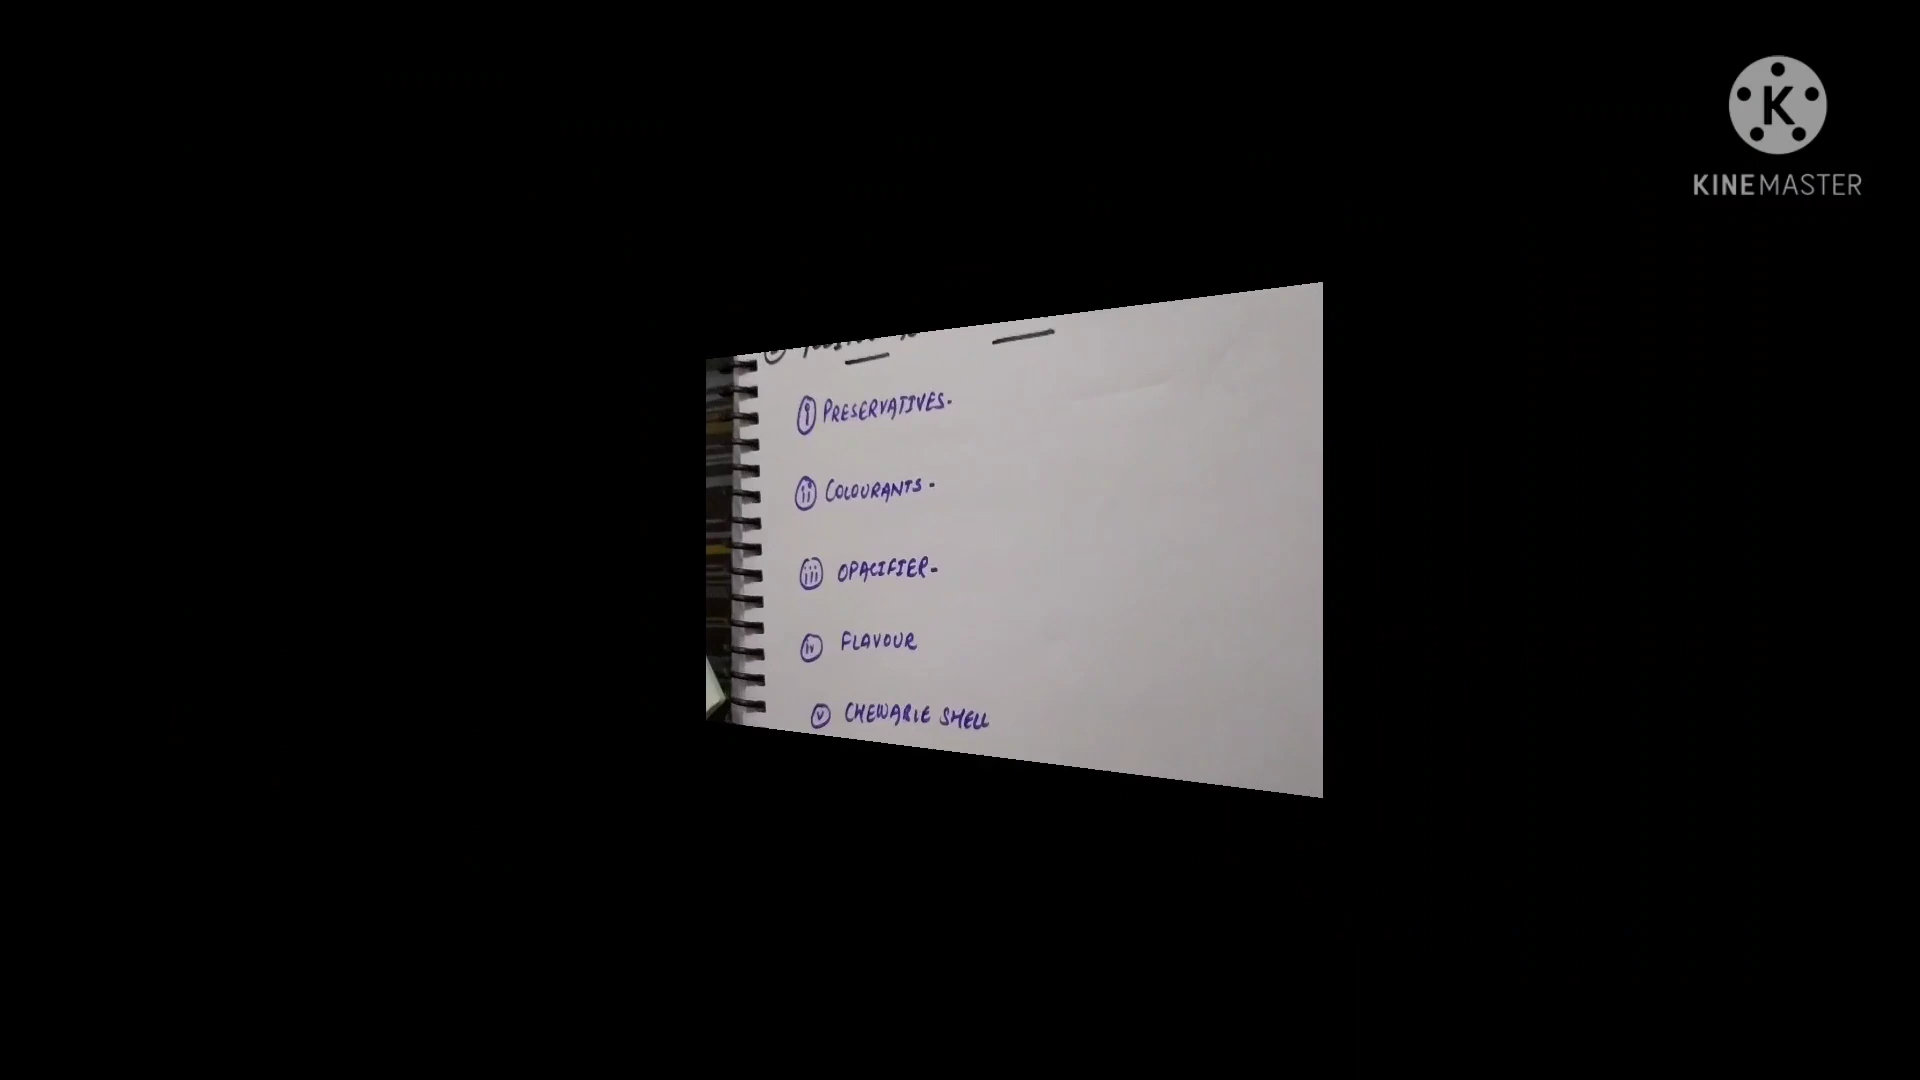 K
KINEMASTER
i PRESERVATIVES-
ii COLOURANTS-
iii OPACIFIER-
iv FLAVOUR
v CHEWABLE SHELL